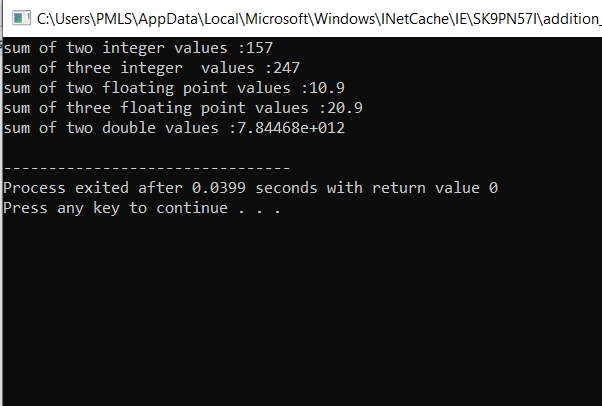 C:\Users\PMLS\AppData\Local\Microsoft\Windows\INetCache\IE\SK9PN57I\addition_
sum of two integer values :157
sum of three integer  values :247
sum of two floating point values :10.9
sum of three floating point values :20.9
sum of two double values :7.84468e+012
--------------------------------
Process exited after 0.0399 seconds with return value 0
Press any key to continue . . .